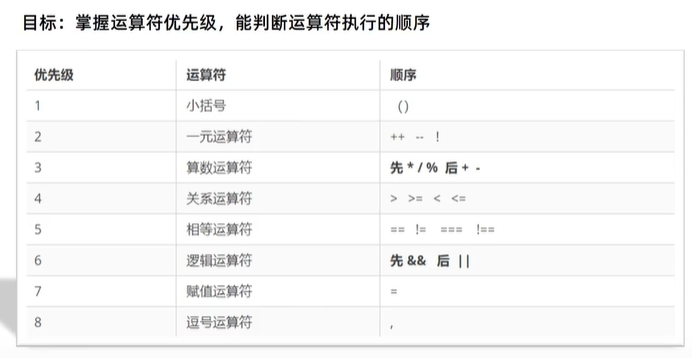 目标：掌握运算符优先级，能判断运算符执行的顺序
优先级 运算符 顺序
1 小括号 ()
2 一元运算符 ++ -- !
3 算数运算符 先 * / % 后 + -
4 关系运算符 > >= < <=
5 相等运算符 == != === !==
6 逻辑运算符 先 && 后 ||
7 赋值运算符 =
8 逗号运算符 ,